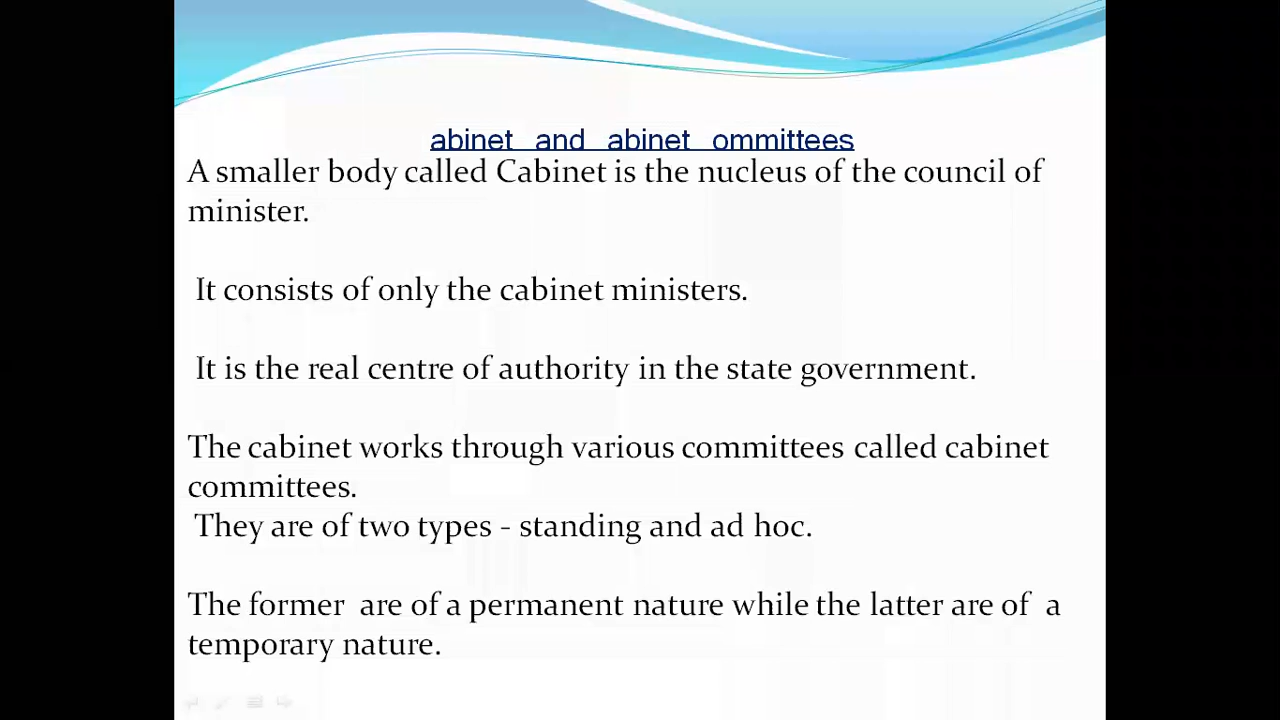 abinet and abinet ommittees
A smaller body called Cabinet is the nucleus of the council of
minister.
It consists of only the cabinet ministers.
It is the real centre of authority in the state government.
The cabinet works through various committees called cabinet
committees.
They are of two types - standing and ad hoc.
The former are of a permanent nature while the latter are of a
temporary nature.